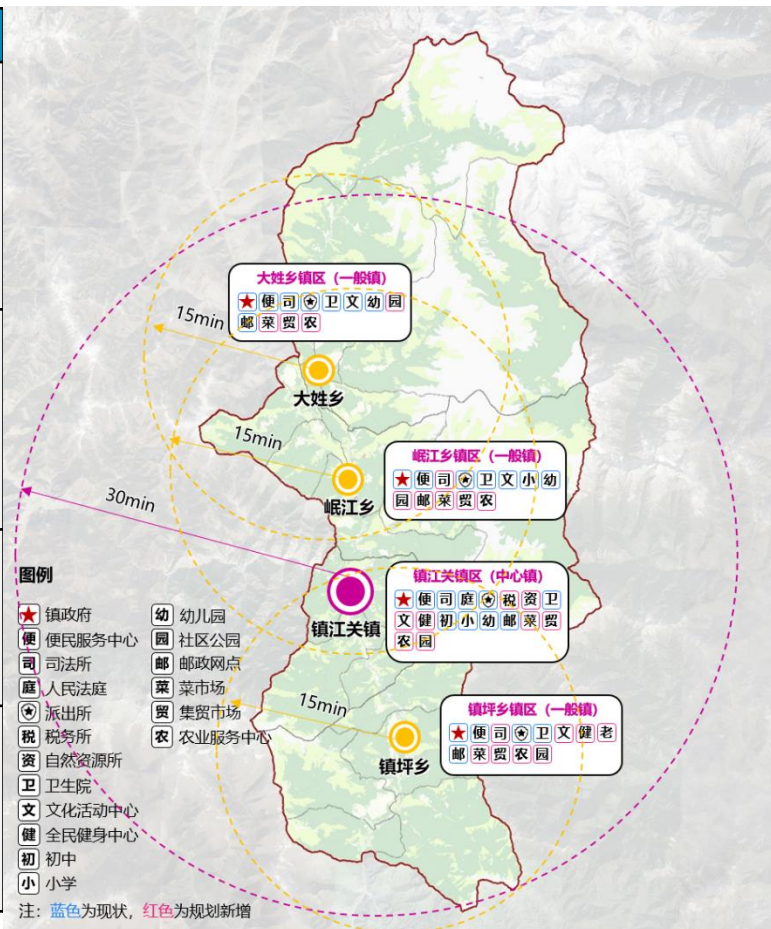 大姓乡镇区（一般镇）
便 司 卫 文 幼 园
邮 菜 贸 农
15min
大姓乡
岷江乡镇区（一般镇）
便 司 卫 文 小 幼
园 邮 菜 贸 农
15min
岷江乡
30min
镇江关镇区（中心镇）
便 司 庭 税 资 卫
文 健 初 小 幼 邮 菜 贸
农 园
镇江关镇
镇坪乡镇区（一般镇）
便 司 卫 文 健 老
邮 菜 贸 农 园
15min
镇坪乡
图例
镇政府
便 便民服务中心
司 司法所
庭 人民法庭
派出所
税 税务所
资 自然资源所
卫 卫生院
文 文化活动中心
健 全民健身中心
初 初中
小 小学
幼 幼儿园
园 社区公园
邮 邮政网点
菜 菜市场
贸 集贸市场
农 农业服务中心
注：蓝色为现状，红色为规划新增